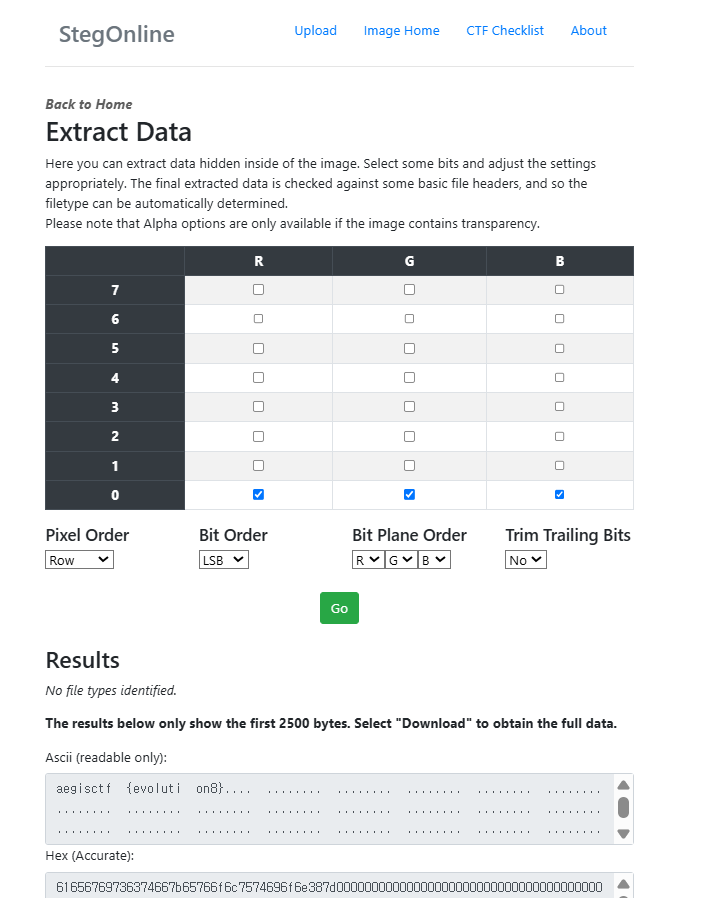 StegOnline Upload Image Home CTF Checklist About
Back to Home
Extract Data
Here you can extract data hidden inside of the image. Select some bits and adjust the settings
appropriately. The final extracted data is checked against some basic file headers, and so the
filetype can be automatically determined.
Please note that Alpha options are only available if the image contains transparency.
R G B
7
6
5
4
3
2
1
0
Pixel Order Bit Order Bit Plane Order Trim Trailing Bits
Row LSB R G B No
Go
Results
No file types identified.
The results below only show the first 2500 bytes. Select "Download" to obtain the full data.
Ascii (readable only):
aegisctf {evoluti on8}.... ........ ........ ........ ........ ........
........ ........ ........ ........ ........ ........ ........ ........
........ ........ ........ ........ ........ ........ ........ ........
Hex (Accurate):
61656769736374667b65766f6c7574696f6e387d00000000000000000000000000000000000000